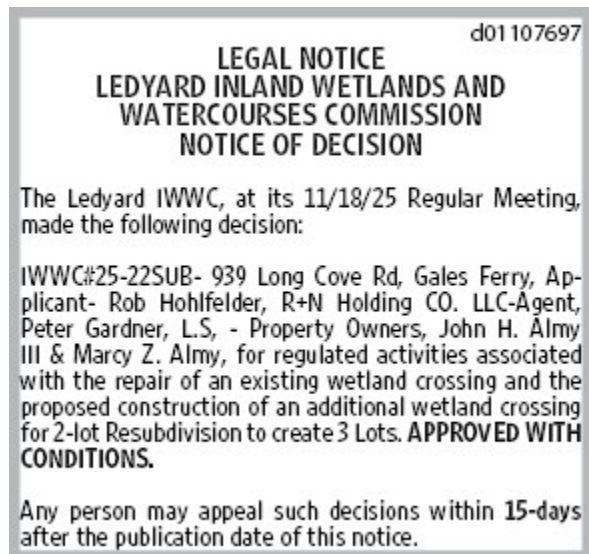 d01107697
LEGAL NOTICE
LEDYARD INLAND WETLANDS AND
WATERCOURSES COMMISSION
NOTICE OF DECISION
The Ledyard IWWC, at its 11/18/25 Regular Meeting,
made the following decision:
IWWC#25-22SUB- 939 Long Cove Rd, Gales Ferry, Ap-
plicant- Rob Hohlfelder, R+N Holding CO. LLC-Agent,
Peter Gardner, L.S, - Property Owners, John H. Almy
III & Marcy Z. Almy, for regulated activities associated
with the repair of an existing wetland crossing and the
proposed construction of an additional wetland crossing
for 2-lot Resubdivision to create 3 Lots. APPROVED WITH
CONDITIONS.
Any person may appeal such decisions within 15-days
after the publication date of this notice.